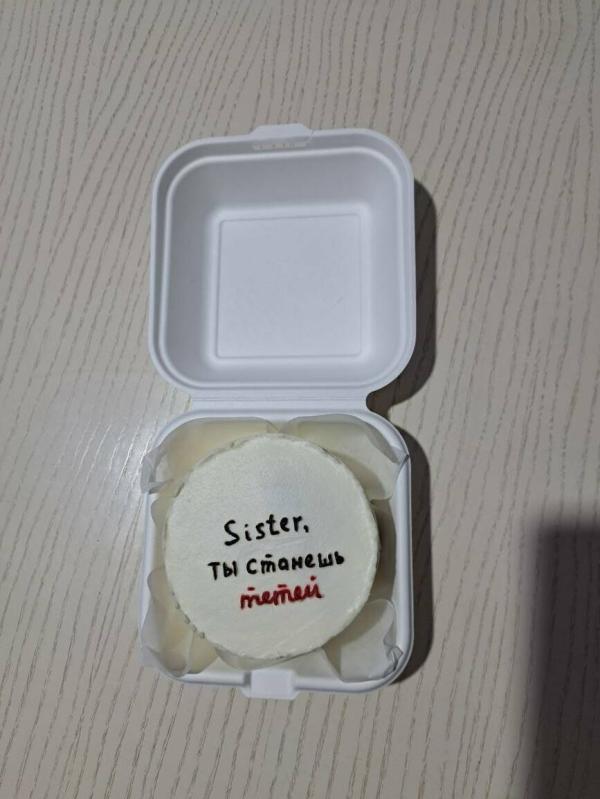 Sister,
ты станешь
тетей